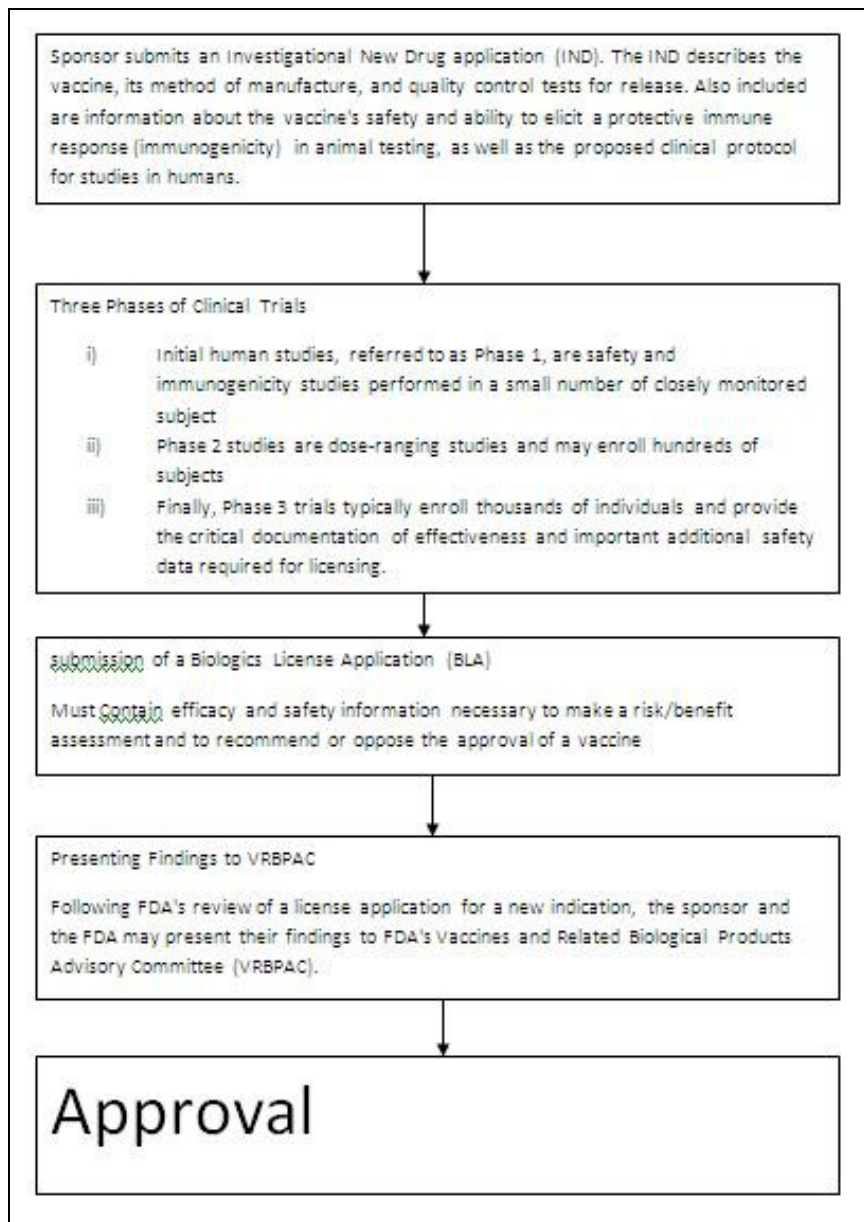 Sponsor submits an Investigational New Drug application (IND). The IND describes the
vaccine, its method of manufacture, and quality control tests for release. Also included
are information about the vaccine's safety and ability to elicit a protective immune
response (immunogenicity) in animal testing, as well as the proposed clinical protocol
for studies in humans.
Three Phases of Clinical Trials
i) Initial human studies, referred to as Phase 1, are safety and
immunogenicity studies performed in a small number of closely monitored
subject
ii) Phase 2 studies are dose-ranging studies and may enroll hundreds of
subjects
iii) Finally, Phase 3 trials typically enroll thousands of individuals and provide
the critical documentation of effectiveness and important additional safety
data required for licensing.
submission of a Biologics License Application (BLA)
Must Contain efficacy and safety information necessary to make a risk/benefit
assessment and to recommend or oppose the approval of a vaccine
Presenting Findings to VRBPAC
Following FDA's review of a license application for a new indication, the sponsor and
the FDA may present their findings to FDA's Vaccines and Related Biological Products
Advisory Committee (VRBPAC).
Approval